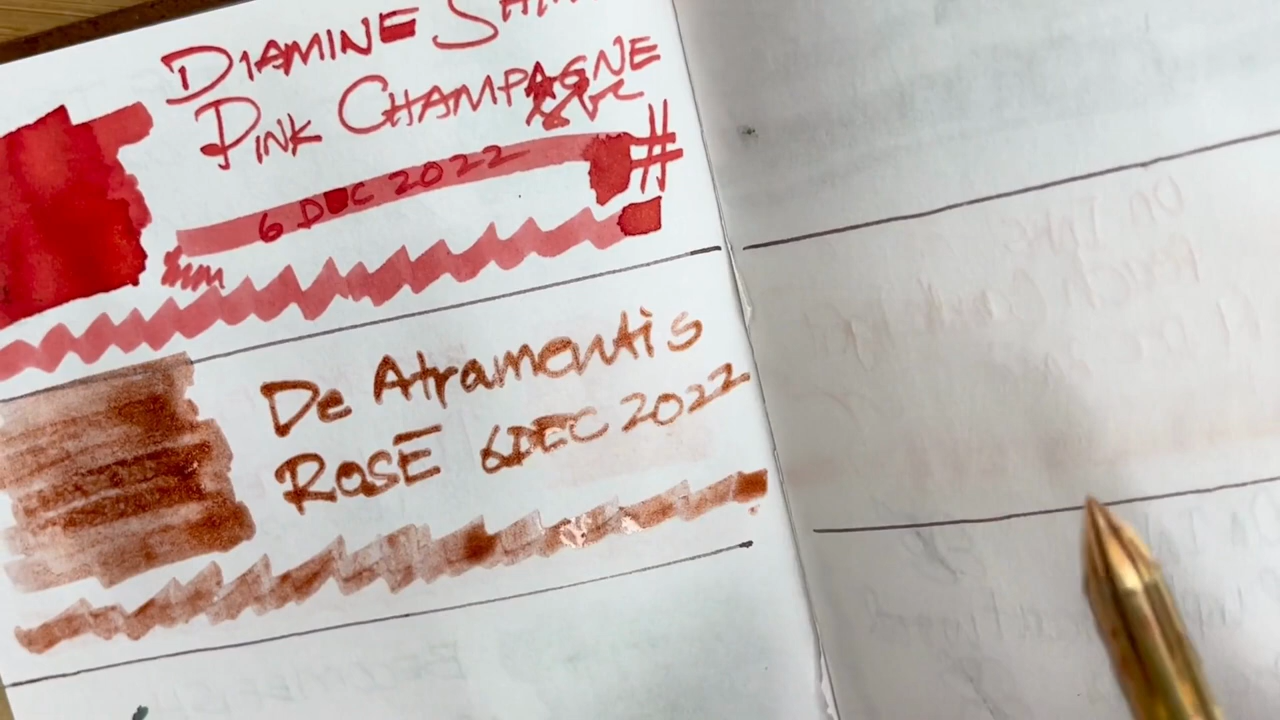 DIAMINE
PINK CHAMPAGNE
6 DEC 2022
#
De Atramentis
ROSE 6DEC 2022